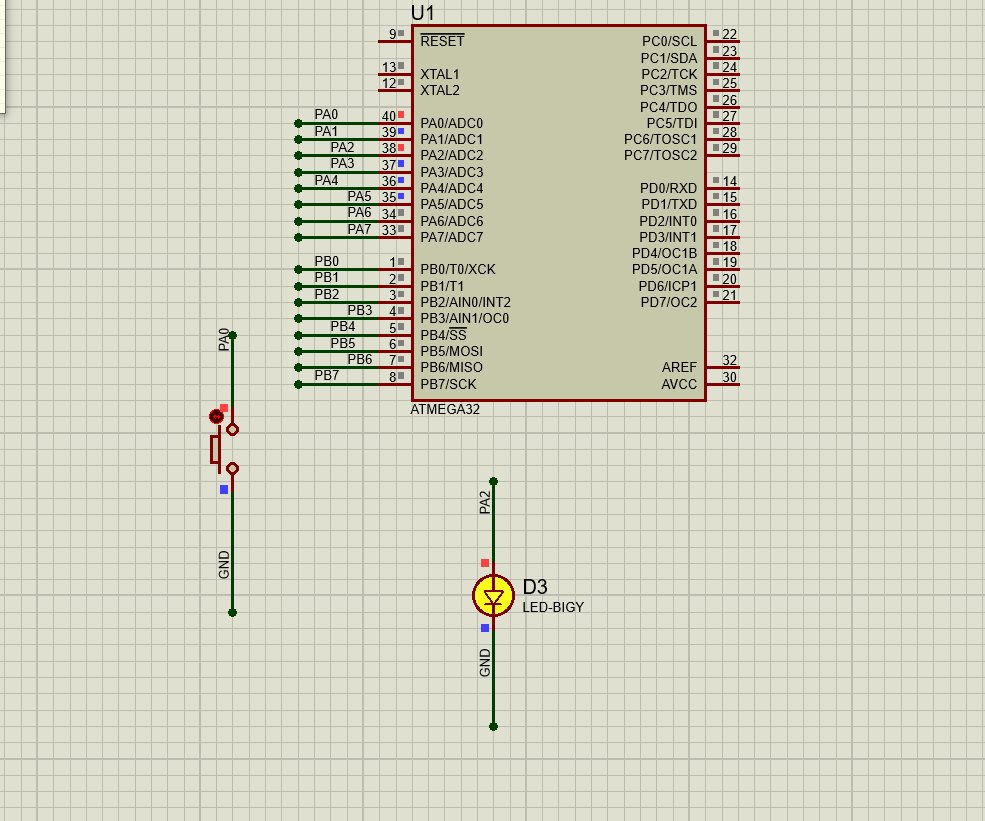 U1
9 RESET PC0/SCL 22
PC1/SDA 23
13 XTAL1 PC2/TCK 24
12 XTAL2 PC3/TMS 25
PC4/TDO 26
PA0 40 PA0/ADC0 PC5/TDI 27
PA1 39 PA1/ADC1 PC6/TOSC1 28
PA2 38 PA2/ADC2 PC7/TOSC2 29
PA3 37 PA3/ADC3
PA4 36 PA4/ADC4 PD0/RXD 14
PA5 35 PA5/ADC5 PD1/TXD 15
PA6 34 PA6/ADC6 PD2/INT0 16
PA7 33 PA7/ADC7 PD3/INT1 17
PD4/OC1B 18
PB0 1 PB0/T0/XCK PD5/OC1A 19
PB1 2 PB1/T1 PD6/ICP1 20
PB2 3 PB2/AIN0/INT2 PD7/OC2 21
PB3 4 PB3/AIN1/OC0
PB4 5 PB4/SS
PB5 6 PB5/MOSI
PB6 7 PB6/MISO AREF 32
PB7 8 PB7/SCK AVCC 30
ATMEGA32
PA0
GND
PA2
D3
LED-BIGY
GND